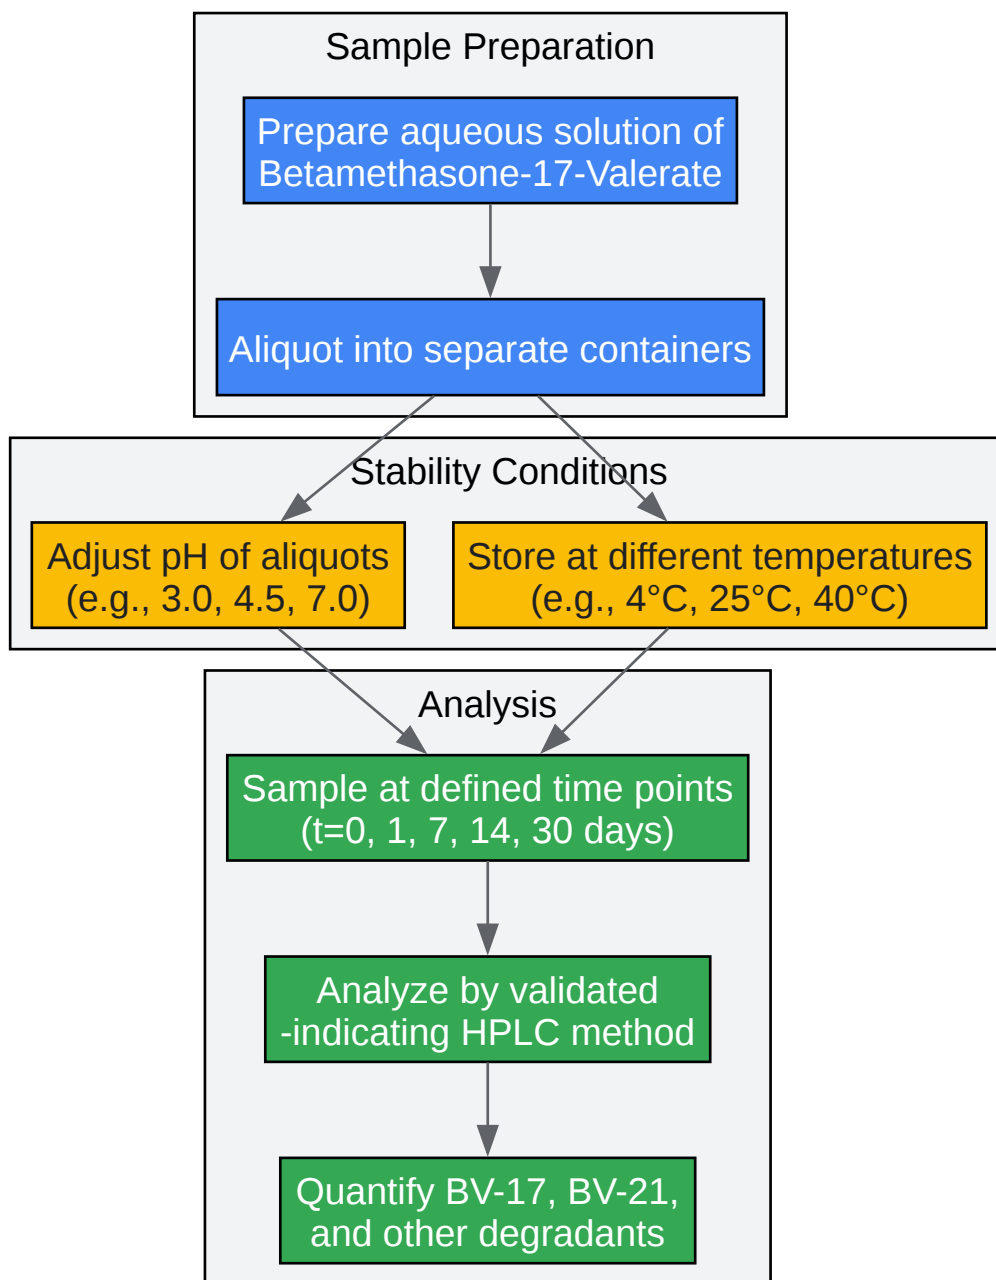 Sample Preparation
Prepare aqueous solution of
Betamethasone-17-Valerate
Aliquot into separate containers
Stability Conditions
Adjust pH of aliquots
(e.g., 3.0, 4.5, 7.0)
Store at different temperatures
(e.g., 4°C, 25°C, 40°C)
Analysis
Sample at defined time points
(t=0, 1, 7, 14, 30 days)
Analyze by validated
-indicating HPLC method
Quantify BV-17, BV-21,
and other degradants